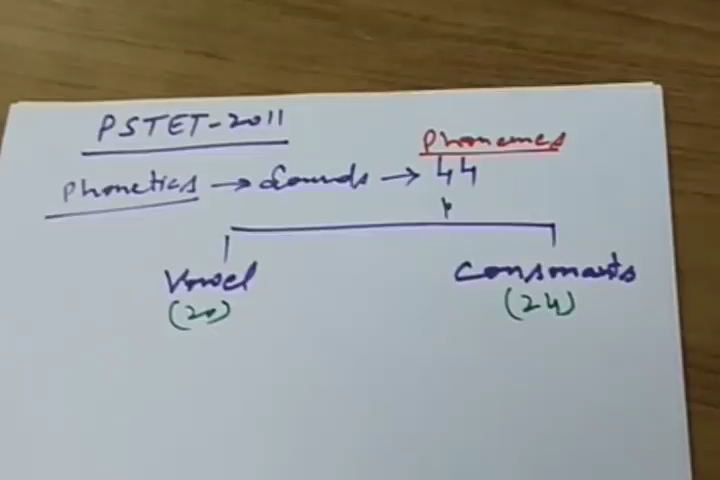 PSTET-2011
Phonemes
Phonetics → Sounds → 44
Vowel Consonants
(20) (24)